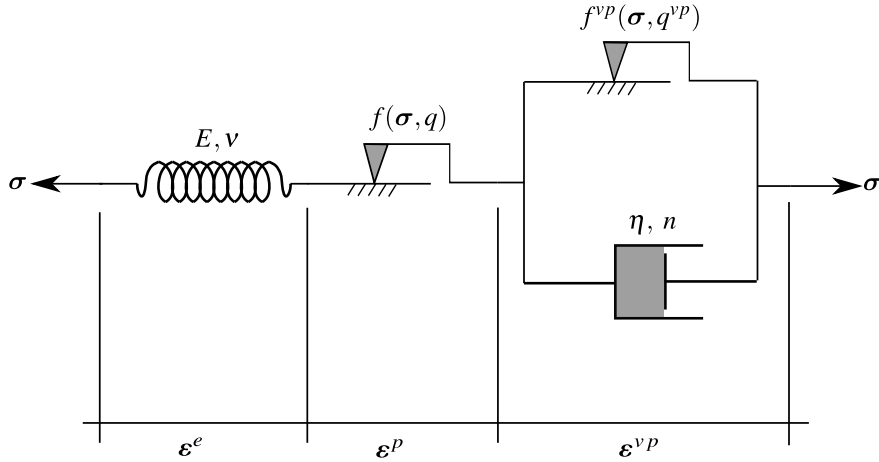 f^{vp}(σ, q^{vp})
f(σ, q)
E, ν
σ
σ
η, n
ε^e
ε^p
ε^{vp}